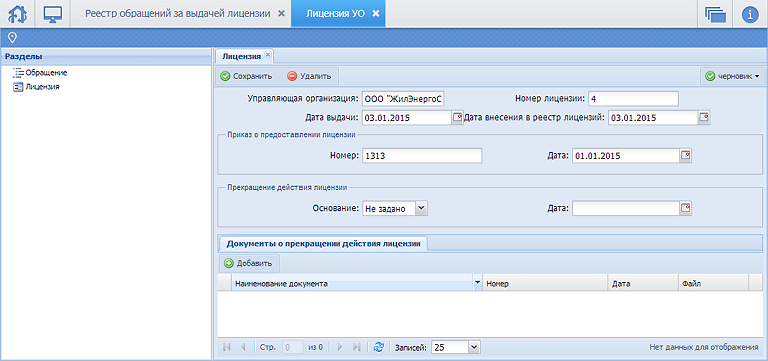 Реестр обращений за выдачей лицензии Лицензия УО
Разделы
Обращение
Лицензия
Лицензия
Сохранить Удалить черновик
Управляющая организация: ООО "ЖилЭнергоС Номер лицензии: 4
Дата выдачи: 03.01.2015 Дата внесения в реестр лицензий: 03.01.2015
Приказ о предоставлении лицензии
Номер: 1313 Дата: 01.01.2015
Прекращение действия лицензии
Основание: Не задано Дата:
Документы о прекращении действия лицензии
Добавить
Наименование документа Номер Дата Файл
Стр. 0 из 0 Записей: 25 Нет данных для отображения